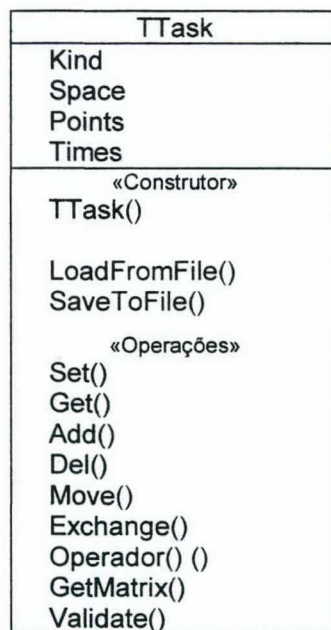 TTask
Kind
Space
Points
Times
«Construtor»
TTask()
LoadFromFile()
SaveToFile()
«Operações»
Set()
Get()
Add()
Del()
Move()
Exchange()
Operador() ()
GetMatrix()
Validate()